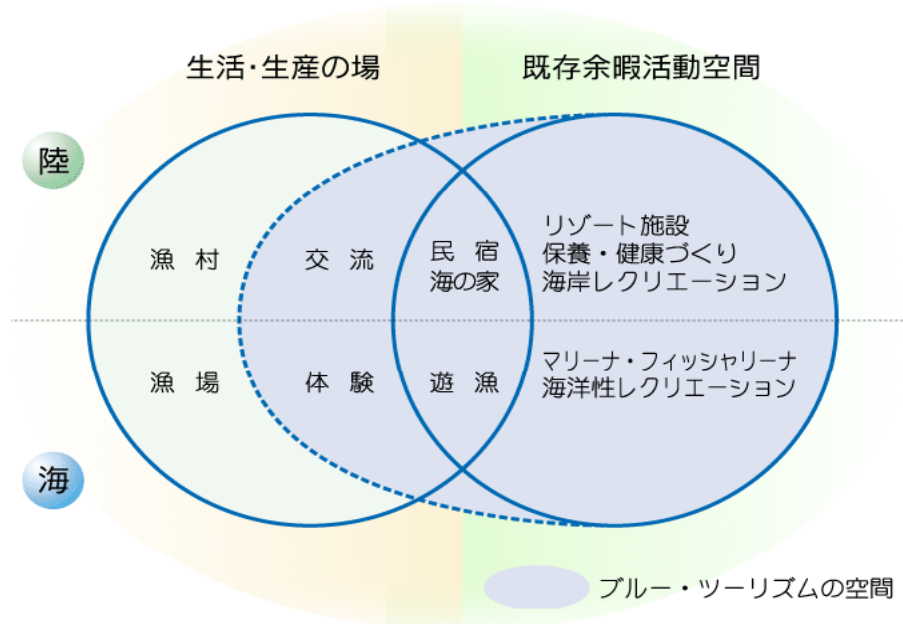 生活・生産の場
既存余暇活動空間
陸
漁村
交流
民宿
海の家
リゾート施設
保養・健康づくり
海岸レクリエーション
漁場
体験
遊漁
マリーナ・フィッシャリーナ
海洋性レクリエーション
海
ブルー・ツーリズムの空間